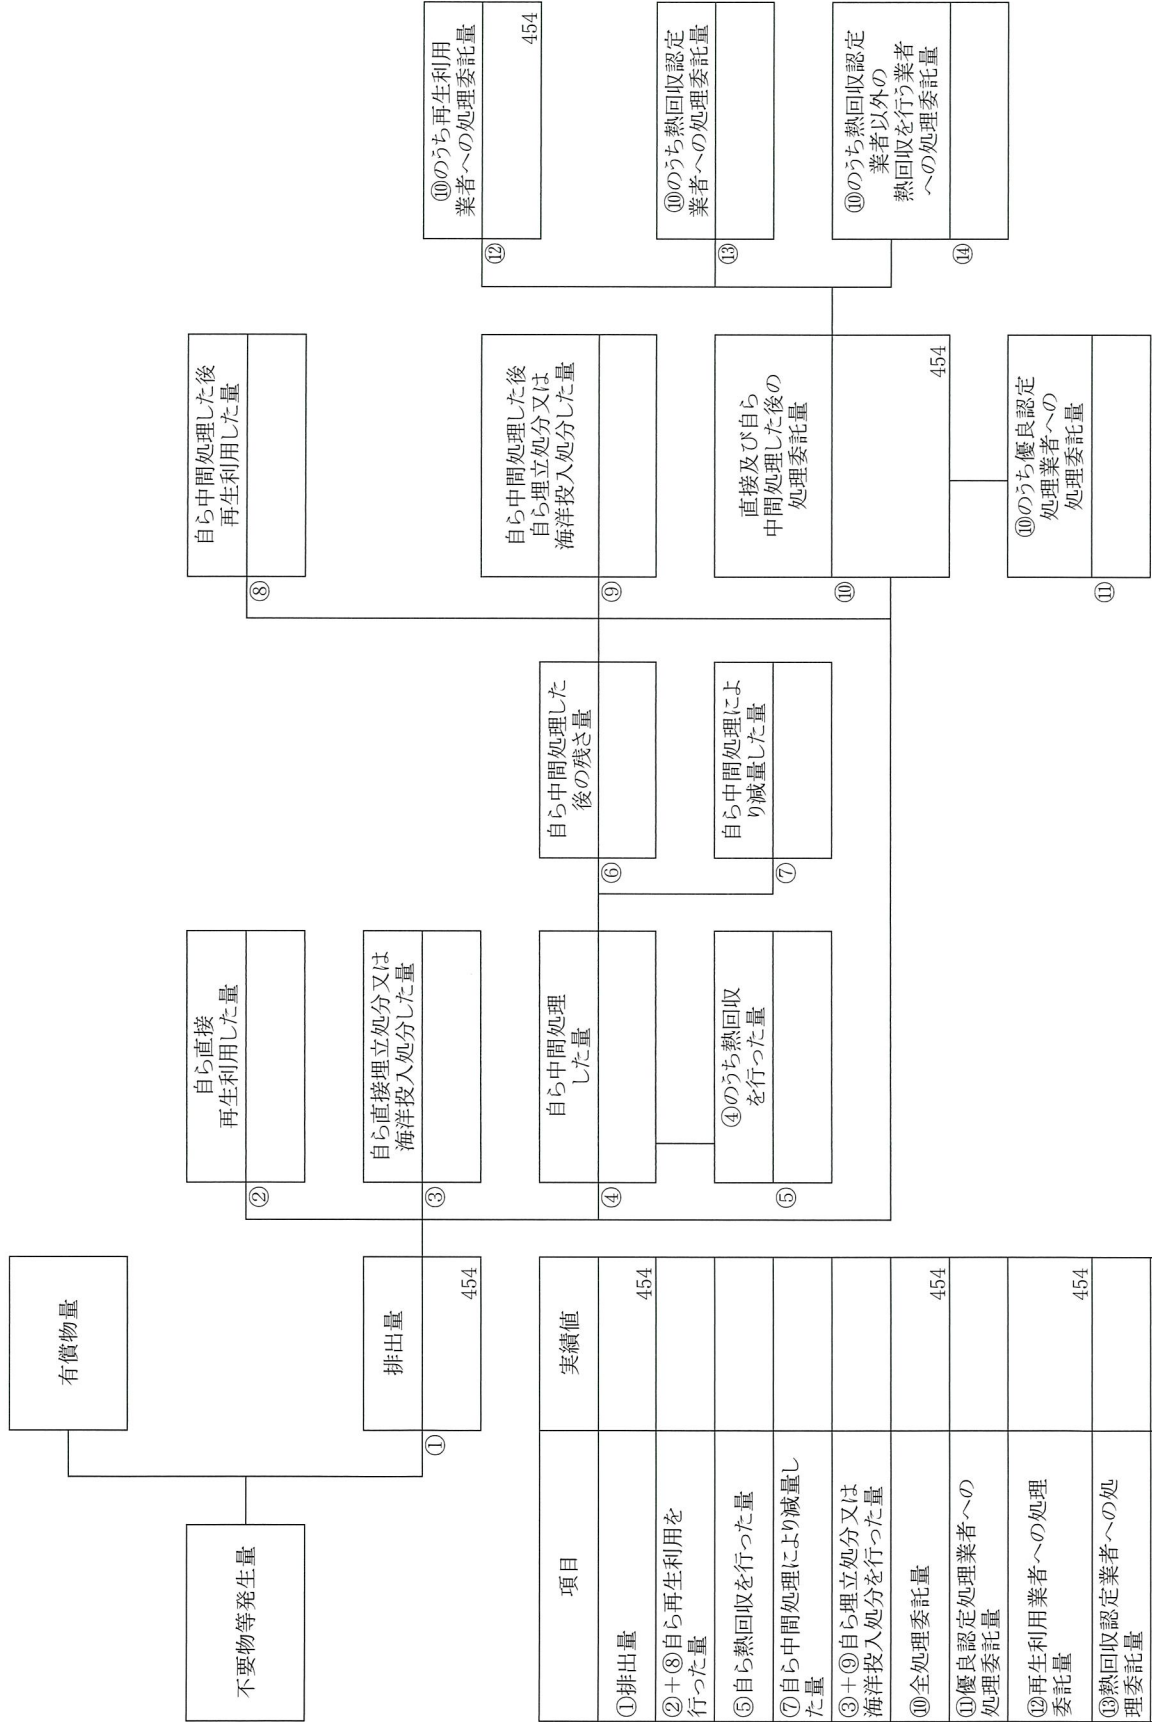 有償物量
不要物等発生量
①
排出量
454
②
自ら直接
再生利用した量
③
自ら直接埋立処分又は
海洋投入処分した量
④
自ら中間処理
した量
⑤
④のうち熱回収
を行った量
⑥
自ら中間処理した
後の残さ量
⑦
自ら中間処理によ
り減量した量
⑧
自ら中間処理した後
再生利用した量
⑨
自ら中間処理した後
自ら埋立処分又は
海洋投入処分した量
⑩
直接及び自ら
中間処理した後の
処理委託量
454
⑪
⑩のうち優良認定
処理業者への
処理委託量
⑫
⑩のうち再生利用
業者への処理委託量
454
⑬
⑩のうち熱回収認定
業者への処理委託量
⑭
⑩のうち熱回収認定
業者以外の
熱回収を行う業者
への処理委託量
項目
実績値
①排出量
454
②+⑧自ら再生利用を
行った量
⑤自ら熱回収を行った量
⑦自ら中間処理により減量し
た量
③+⑨自ら埋立処分又は
海洋投入処分を行った量
⑩全処理委託量
454
⑪優良認定処理業者への
処理委託量
⑫再生利用業者への処理
委託量
454
⑬熱回収認定業者への処
理委託量